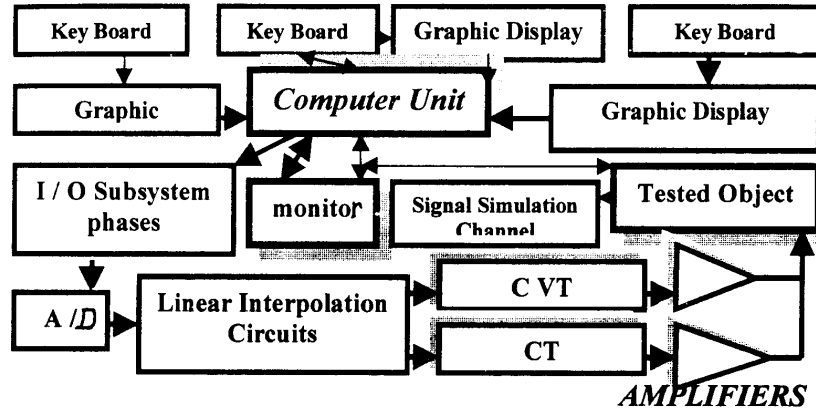 Key Board
Key Board
Graphic Display
Key Board
Graphic
Computer Unit
Graphic Display
I / O Subsystem
phases
monitor
Signal Simulation
Channel
Tested Object
A /D
Linear Interpolation
Circuits
C VT
CT
AMPLIFIERS